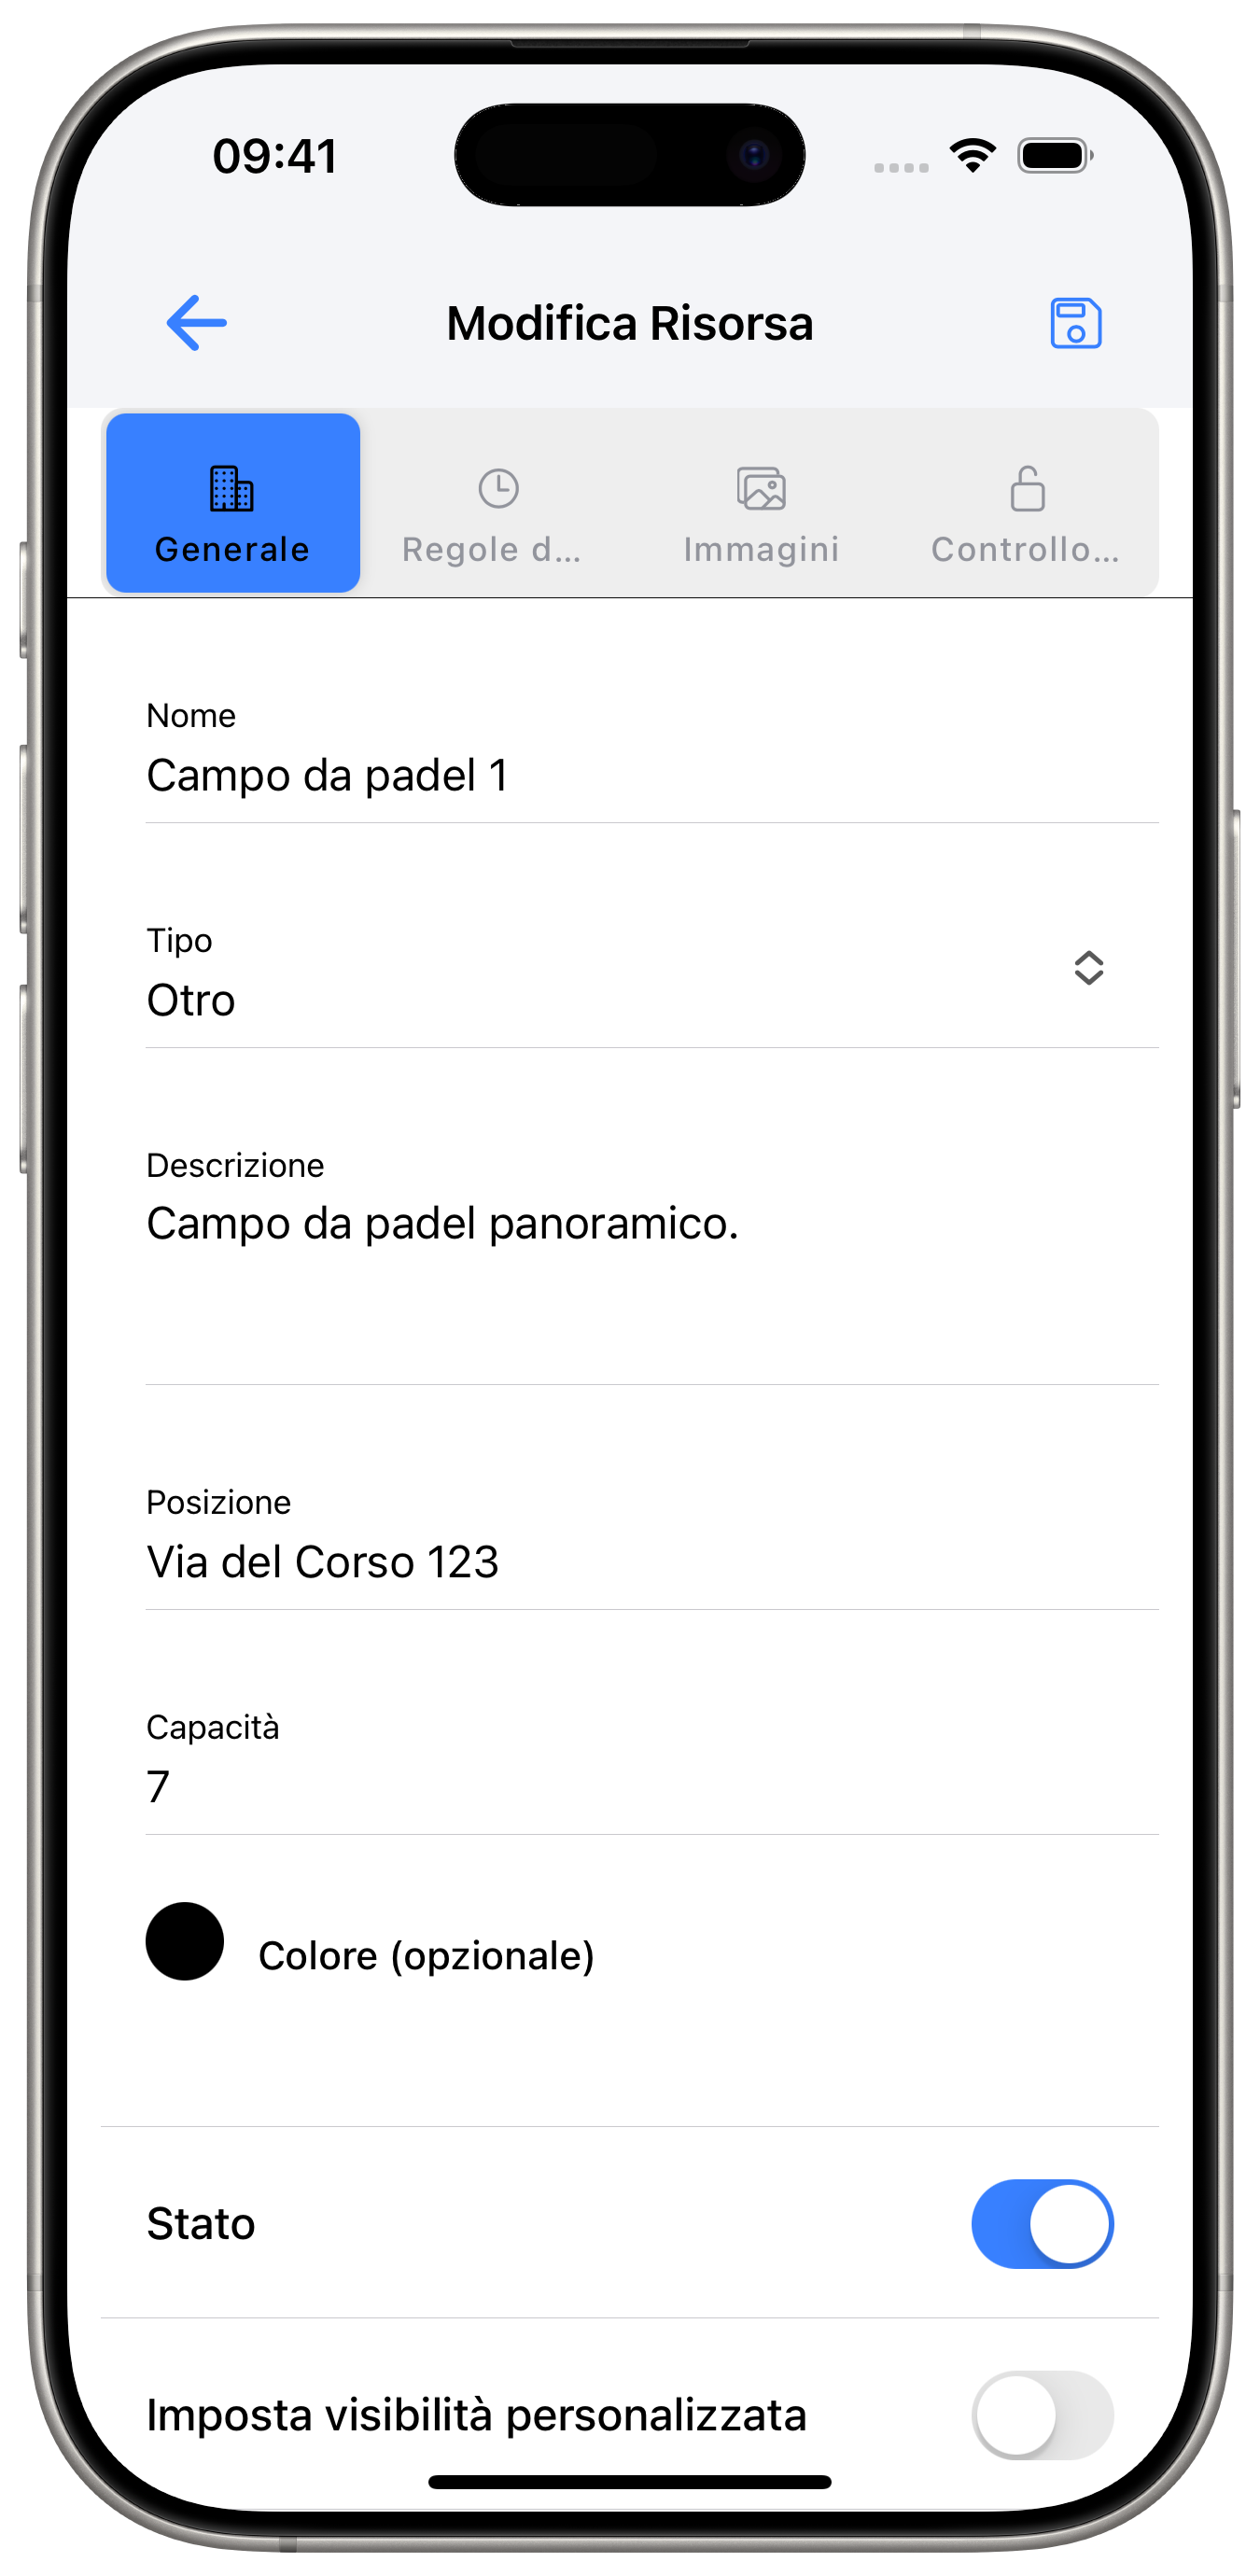 09:41
Modifica Risorsa
Generale
Regole d...
Immagini
Controllo...
Nome
Campo da padel 1
Tipo
Otro
Descrizione
Campo da padel panoramico.
Posizione
Via del Corso 123
Capacità
7
Colore (opzionale)
Stato
Imposta visibilità personalizzata